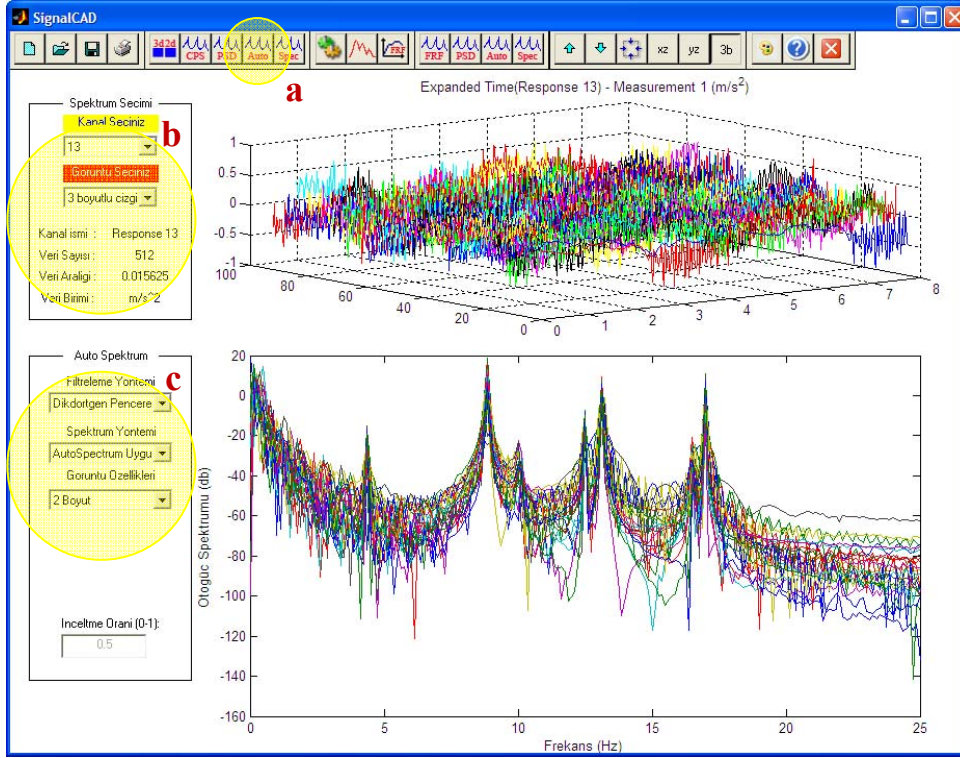 SignalCAD
3d2d CPS PSD Auto Spec FRF FRF PSD Auto Spec xz yz 3b
a
Expanded Time(Response 13) - Measurement 1 (m/s²)
Spektrum Secimi
Kanal Seciniz
b
13
Goruntu Seciniz
3 boyutlu cizgi
Kanal ismi : Response 13
Veri Sayısı : 512
Veri Araligi : 0.015625
Veri Birimi : m/s^2
1
0.5
0
-0.5
-1
100
80
60
40
20
0
0 1 2 3 4 5 6 7 8
Auto Spektrum
Filtreleme Yontemi
c
Dikdortgen Pencere
Spektrum Yontemi
AutoSpectrum Uygu
Goruntu Ozellikleri
2 Boyut
Inceltme Orani (0-1):
0.5
Otogüc Spektrumu (db)
20
0
-20
-40
-60
-80
-100
-120
-140
-160
0 5 10 15 20 25
Frekans (Hz)